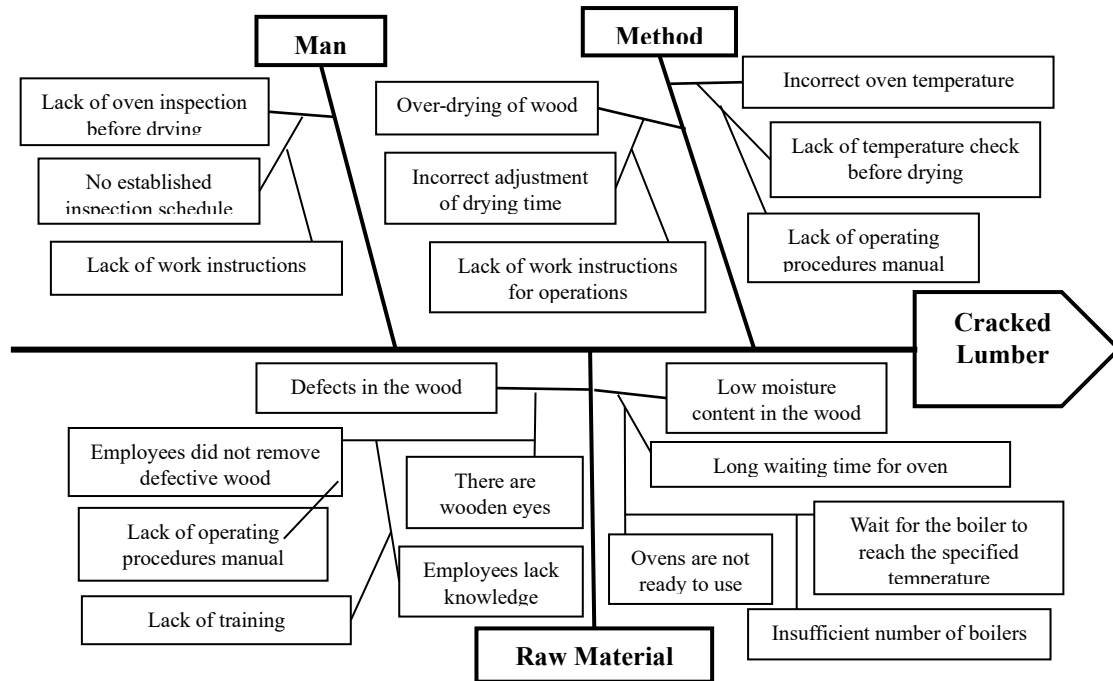 Man
Method
Lack of oven inspection
before drying
No established
inspection schedule
Lack of work instructions
Over-drying of wood
Incorrect adjustment
of drying time
Lack of work instructions
for operations
Incorrect oven temperature
Lack of temperature check
before drying
Lack of operating
procedures manual
Cracked
Lumber
Defects in the wood
Employees did not remove
defective wood
Lack of operating
procedures manual
Lack of training
There are
wooden eyes
Employees lack
knowledge
Low moisture
content in the wood
Long waiting time for oven
Ovens are not
ready to use
Wait for the boiler to
reach the specified
temperature
Insufficient number of boilers
Raw Material